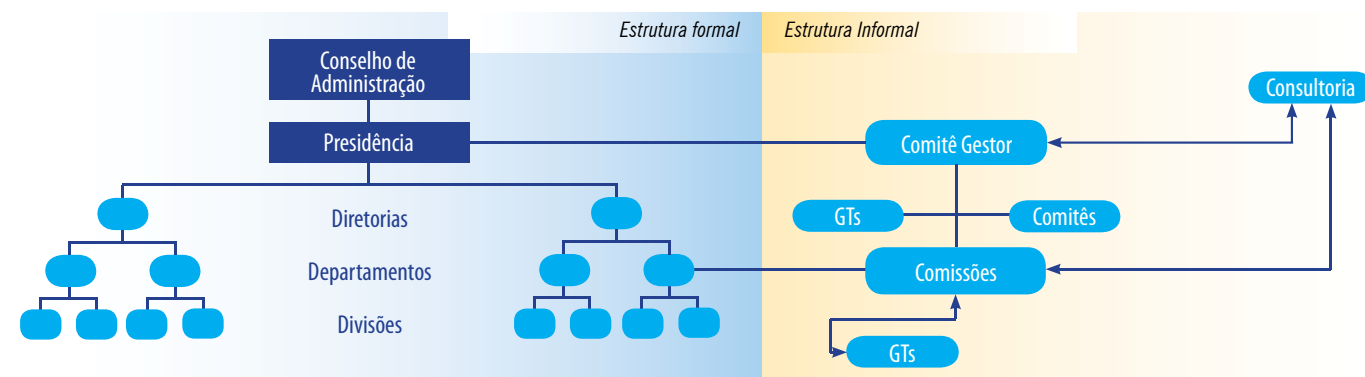 Estrutura formal
Estrutura Informal
Conselho de
Administração
Consultoria
Presidência
Comitê Gestor
Diretorias
GTs
Comitês
Departamentos
Comissões
Divisões
GTs